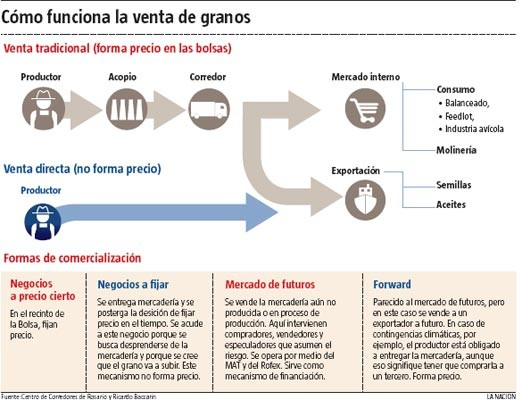 Cómo funciona la venta de granos
Venta tradicional (forma precio en las bolsas)
Productor
Acopio
Corredor
Mercado interno
Consumo
• Balanceado,
• Feedlot,
• Industria avícola
Molinería
Venta directa (no forma precio)
Productor
Exportación
Semillas
Aceites
Formas de comercialización
Negocios
a precio cierto
En el recinto de
la Bolsa, fijan
precio.
Negocios a fijar
Se entrega mercadería y se
posterga la desición de fijar
precio en el tiempo. Se acude
a este negocio porque se
busca desprenderse de la
mercadería y porque se cree
que el grano va a subir. Este
mecanismo no forma precio.
Mercado de futuros
Se vende la mercadería aún no
producida o en proceso de
producción. Aquí intervienen
compradores, vendedores y
especuladores que asumen el
riesgo. Se opera por medio del
MAT y del Rofex. Sirve como
mecanismo de financiación.
Forward
Parecido al mercado de futuros, pero
en este caso se vende a un
exportador a futuro. En caso de
contingencias climáticas, por
ejemplo, el productor está obligado
a entregar la mercadería, aunque
eso signifique tener que comprarla a
un tercero. Forma precio.
Fuente:Centro de Corredores de Rosario y Ricardo Baccarin
LA NACION